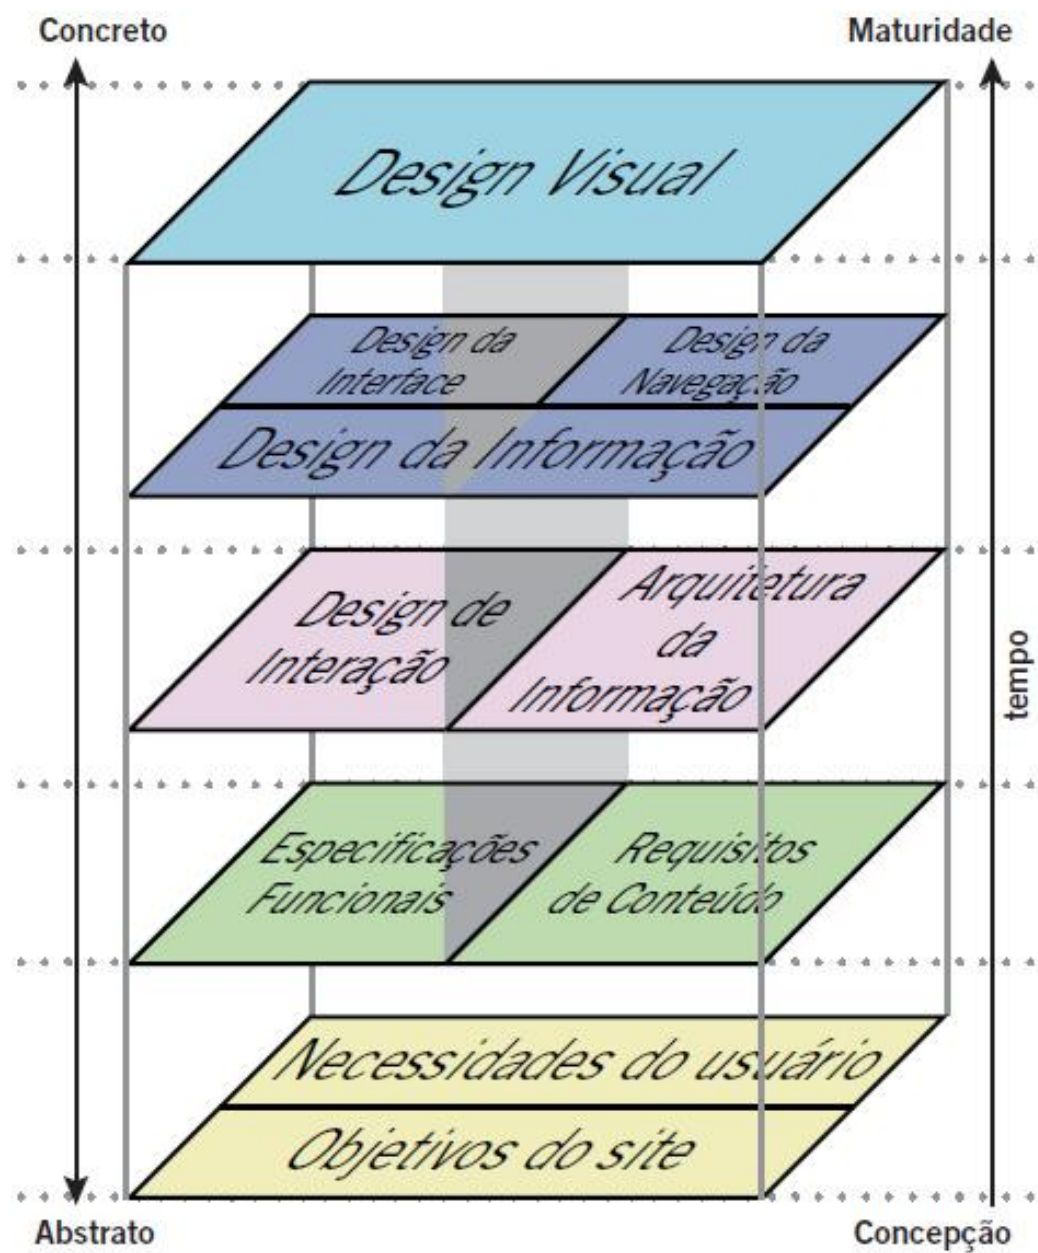 Concreto
Maturidade
Design Visual
Design da
Interface
Design da
Navegação
Design da Informação
Design de
Interação
Arquitetura
da
Informação
tempo
Especificações
Funcionais
Requisitos
de Conteúdo
Necessidades do usuário
Objetivos do site
Abstrato
Concepção